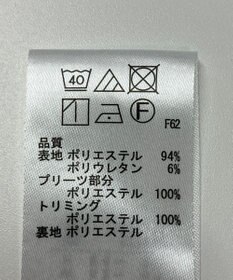 40
F
F62
品質
表地 ポリエステル 94%
ポリウレタン 6%
プリーツ部分
ポリエステル 100%
トリミング
ポリエステル 100%
裏地 ポリエステル